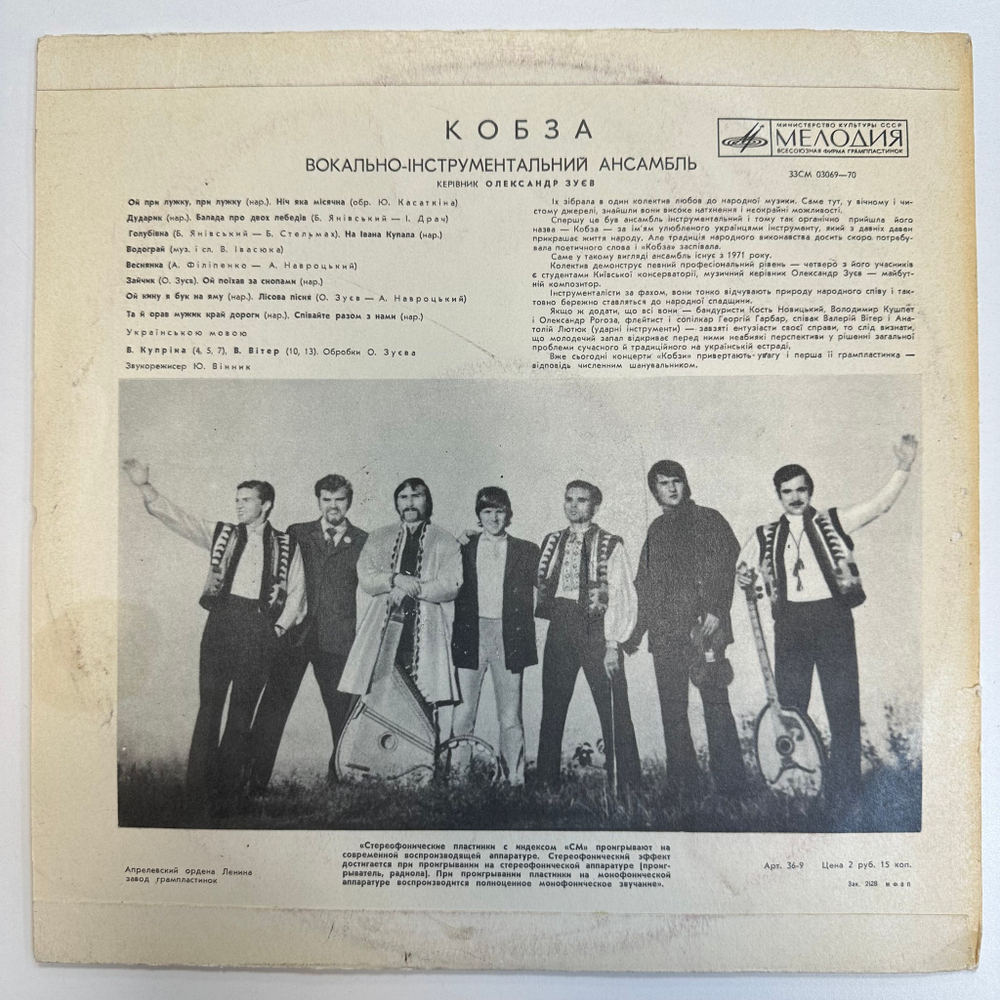 КОБЗА
ВОКАЛЬНО-ІНСТРУМЕНТАЛЬНИЙ АНСАМБЛЬ
КЕРІВНИК ОЛЕКСАНДР ЗУЄВ
МИНИСТЕРСТВО КУЛЬТУРЫ СССР
МЕЛОДИЯ
ВСЕСОЮЗНАЯ ФИРМА ГРАМПЛАСТИНОК
33СМ 03069—70
Ой при лужку, при лужку (нар.). Ніч яка місячна (обр. Ю. Касаткіна)
Дударик (нар.). Балада про двох лебедів (Б. Янівський — І. Драч)
Голубівна (Б. Янівський — Б. Стельмах). На Івана Купала (нар.)
Водограй (муз. і сл. В. Івасюка)
Веснянка (А. Філіпенко — А. Навроцький)
Зайчик (О. Зуєв). Ой поїхав за снопами (нар.)
Ой кину я бук на яму (нар.). Лісова пісня (О. Зуєв — А. Навроцький)
Та й орав мужик край дороги (нар.). Співайте разом з нами (нар.)
Українською мовою
В. Купріна (4, 5, 7), В. Вітер (10, 13). Обробки О. Зуєва
Звукорежисер Ю. Вінник
Їх зібрала в один колектив любов до народної музики. Саме тут, у вічному і чи-
стому джерелі, знайшли вони високе натхнення і неокраїні можливості.
Спершу це був ансамбль інструментальний і тому так органічно прийшла його
назва — Кобза — за ім'ям улюбленого українцями інструменту, який з давніх давен
прикрашає життя народу. Але традиція народного виконавства досить скоро потребу-
вала поетичного слова і «Кобза» заспівала.
Саме у такому вигляді ансамбль існує з 1971 року.
Колектив демонструє певний професіональний рівень — четверо з його учасників
є студентами Київської консерваторії, музичний керівник Олександр Зуєв — майбут-
ній композитор.
Інструменталісти за фахом, вони тонко відчувають природу народного співу і так-
товно бережно ставляться до народної спадщини.
Якщо ж додати, що всі вони — бандуристи Кость Новицький, Володимир Кушпет
і Олександр Рогоза, флейтист і сопілкар Георгій Гарбар, співак Валерій Вітер і Ана-
толій Лютюк (ударні інструменти) — завзяті ентузіасти своєї справи, то слід визнати,
що молодечий запал відкриває перед ними неабиякі перспективи у рішенні загальної
проблеми сучасного й традиційного на українській естраді.
Вже сьогодні концерти «Кобзи» привертають увагу і перша її грампластинка —
відповідь численним шанувальником.
«Стереофонические пластинки с индексом «СМ» проигрывают на
современной воспроизводящей аппаратуре. Стереофонический эффект
достигается при проигрывании на стереофонической аппаратуре (проиг-
рыватель, радиола). При проигрывании пластинки на монофонической
аппаратуре воспроизводится полноценное монофоническое звучание».
Апрелевский ордена Ленина
завод грампластинок
Арт. 36-9 Цена 2 руб. 15 коп.
Зак. 2128 МФЗП